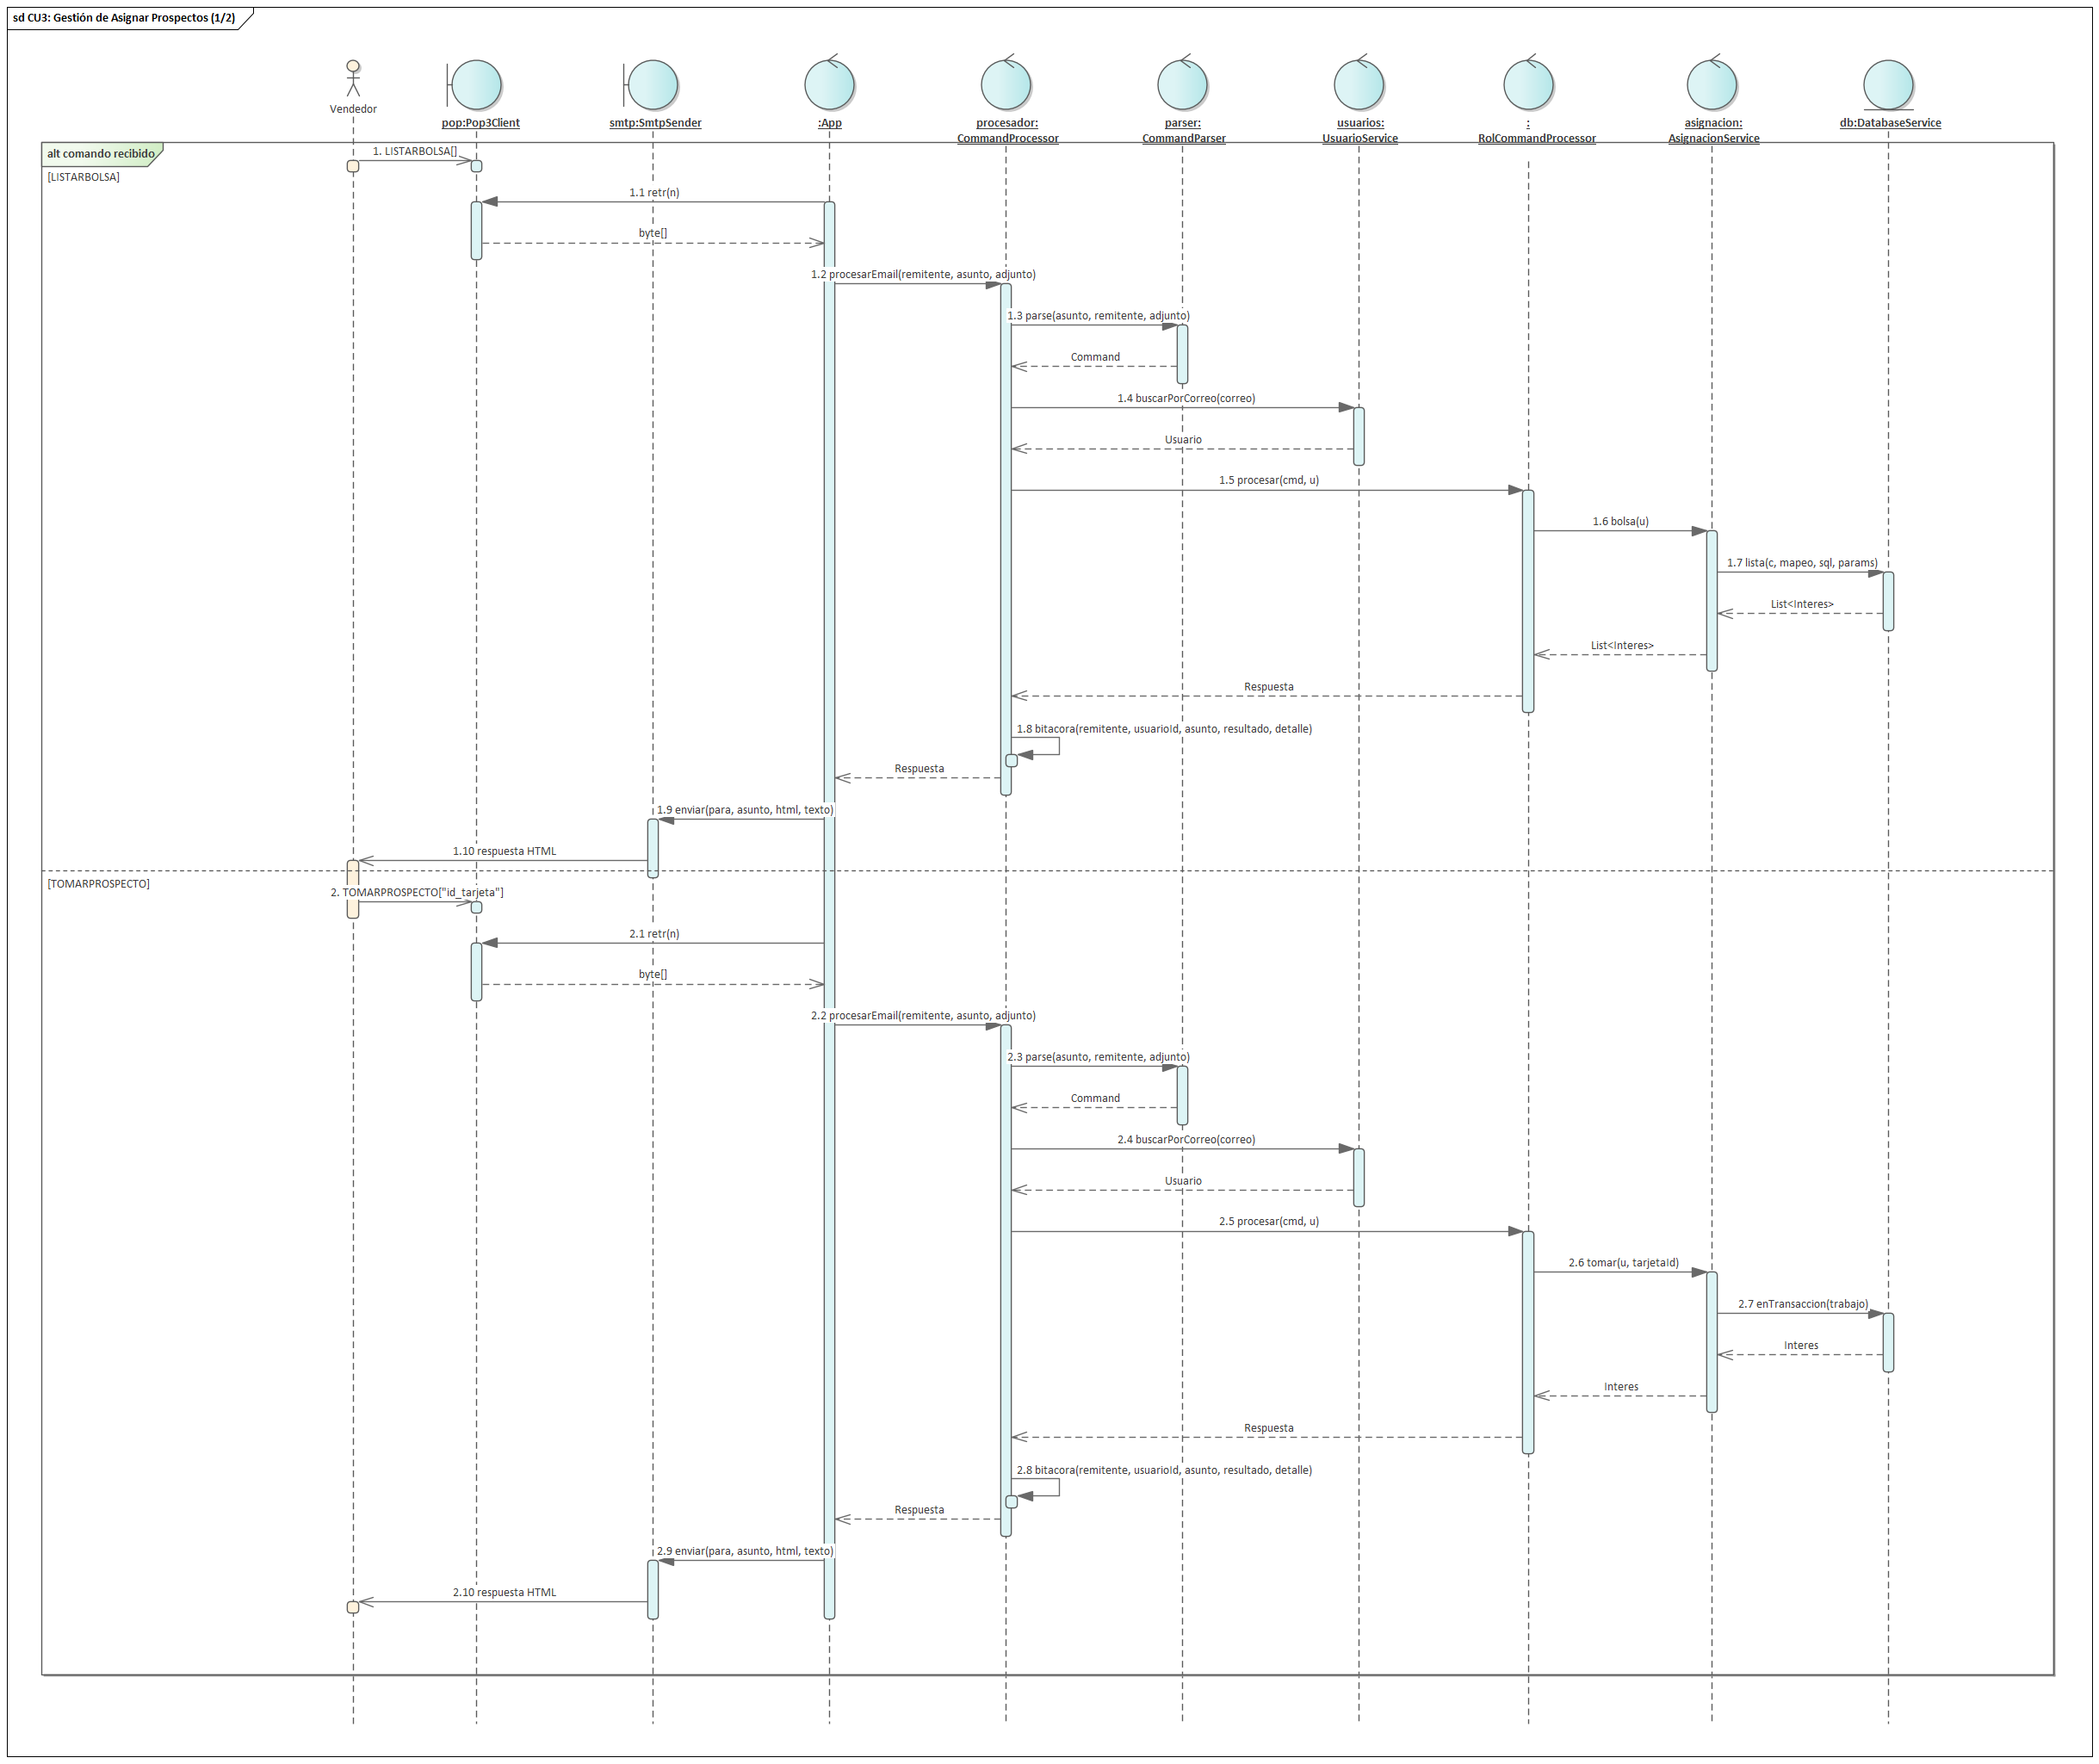 sd CU3: Gestión de Asignar Prospectos (1/2)
Vendedor
pop:Pop3Client
smtp:SmtpSender
:App
procesador:
CommandProcessor
parser:
CommandParser
usuarios:
UsuarioService
:
RolCommandProcessor
asignacion:
AsignacionService
db:DatabaseService
alt comando recibido
[LISTARBOLSA]
1. LISTARBOLSA[]
1.1 retr(n)
byte[]
1.2 procesarEmail(remitente, asunto, adjunto)
1.3 parse(asunto, remitente, adjunto)
Command
1.4 buscarPorCorreo(correo)
Usuario
1.5 procesar(cmd, u)
1.6 bolsa(u)
1.7 lista(c, mapeo, sql, params)
List<Interes>
List<Interes>
Respuesta
1.8 bitacora(remitente, usuarioId, asunto, resultado, detalle)
Respuesta
1.9 enviar(para, asunto, html, texto)
1.10 respuesta HTML
[TOMARPROSPECTO]
2. TOMARPROSPECTO["id_tarjeta"]
2.1 retr(n)
byte[]
2.2 procesarEmail(remitente, asunto, adjunto)
2.3 parse(asunto, remitente, adjunto)
Command
2.4 buscarPorCorreo(correo)
Usuario
2.5 procesar(cmd, u)
2.6 tomar(u, tarjetaId)
2.7 enTransaccion(trabajo)
Interes
Interes
Respuesta
2.8 bitacora(remitente, usuarioId, asunto, resultado, detalle)
Respuesta
2.9 enviar(para, asunto, html, texto)
2.10 respuesta HTML